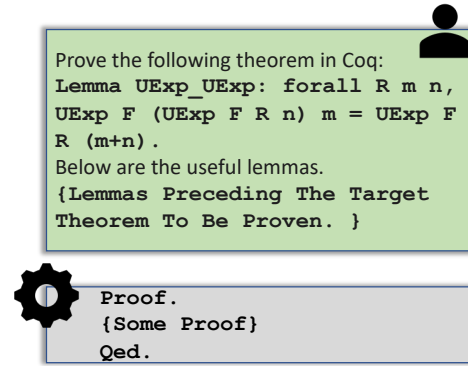 Prove the following theorem in Coq:
Lemma UExp_UExp: forall R m n,
UExp F (UExp F R n) m = UExp F
R (m+n).
Below are the useful lemmas.
{Lemmas Preceding The Target
Theorem To Be Proven. }
Proof.
{Some Proof}
Qed.